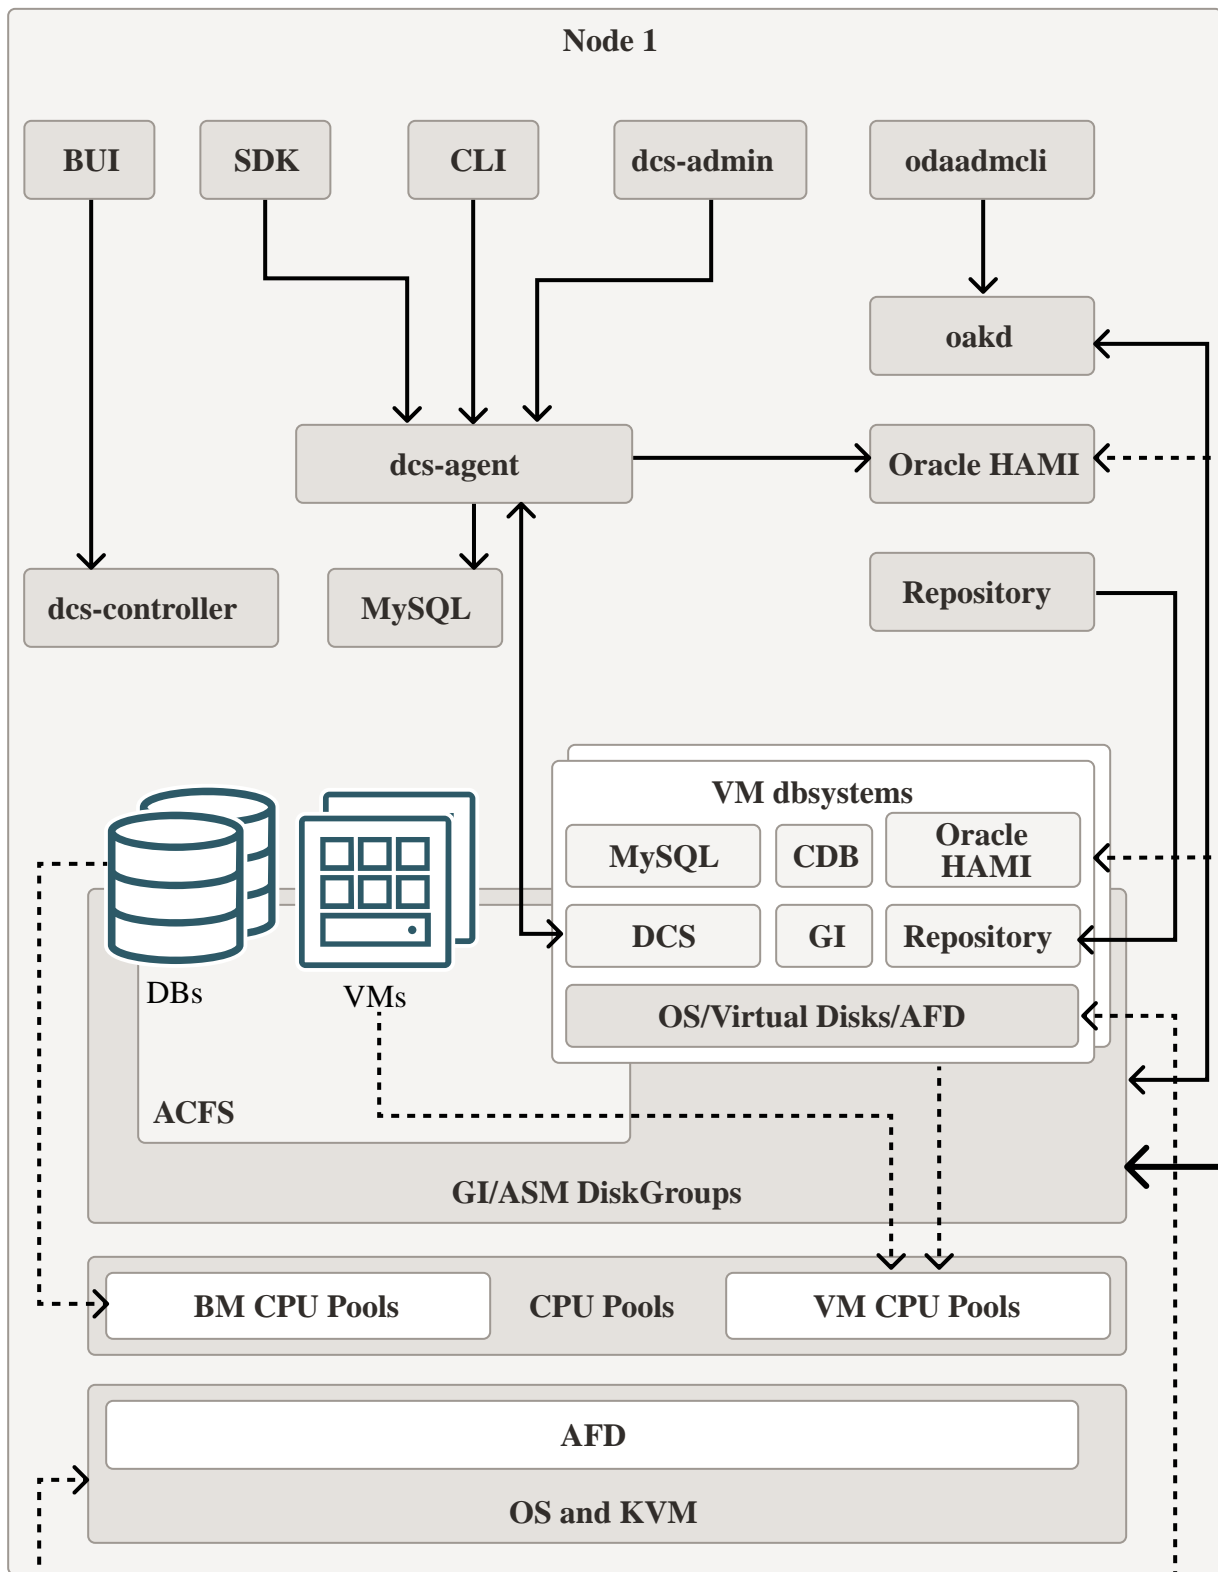 Node 1
BUI
SDK
CLI
dcs-admin
odaadmcli
oakd
dcs-agent
Oracle HAMI
dcs-controller
MySQL
Repository
VM dbsystems
MySQL
CDB
Oracle
HAMI
DCS
GI
Repository
OS/Virtual Disks/AFD
DBs
VMs
ACFS
GI/ASM DiskGroups
BM CPU Pools
CPU Pools
VM CPU Pools
AFD
OS and KVM